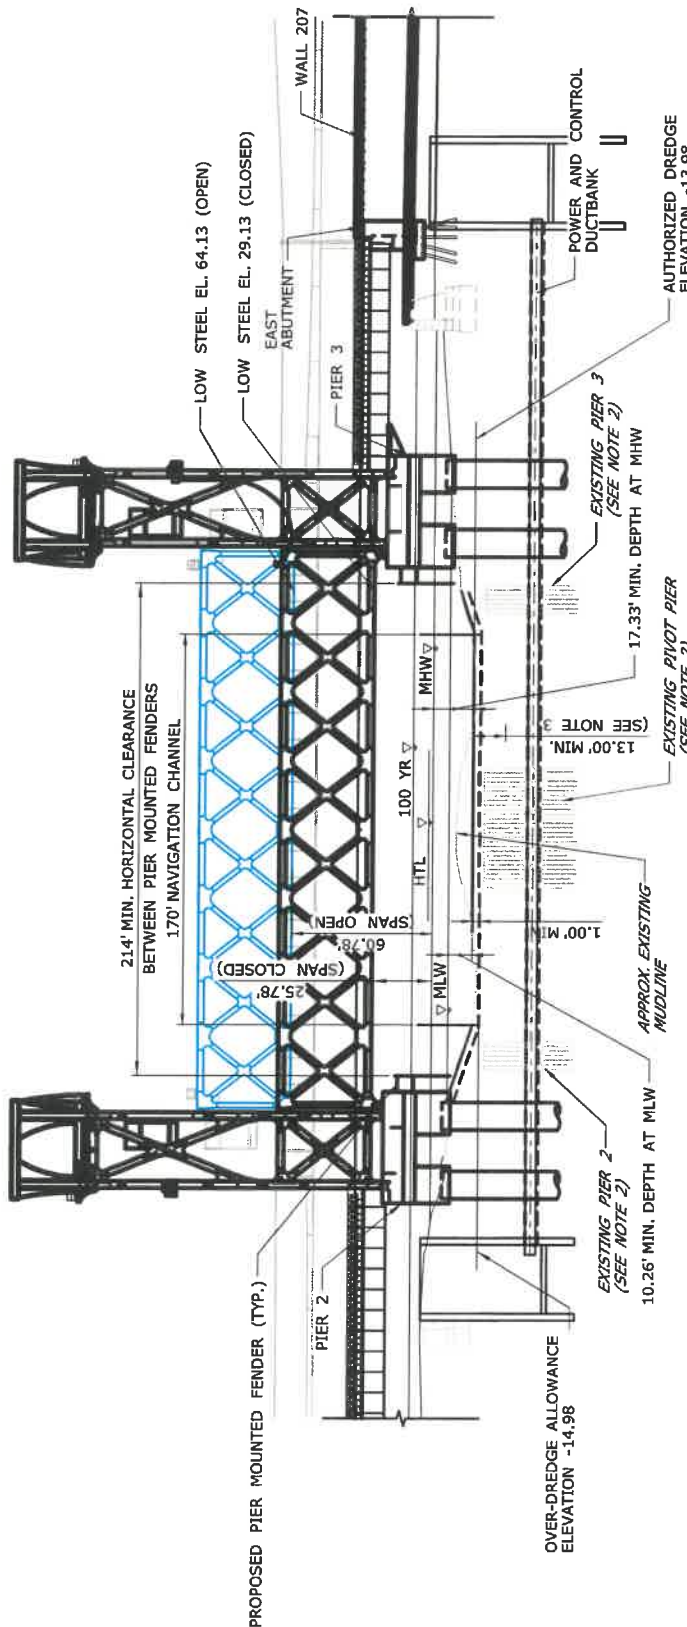 WALL 207
LOW STEEL EL. 64.13 (OPEN)
LOW STEEL EL. 29.13 (CLOSED)
EAST
ABUTMENT
PIER 3
214' MIN. HORIZONTAL CLEARANCE
BETWEEN PIER MOUNTED FENDERS
170' NAVIGATION CHANNEL
60.78'
(SPAN OPEN)
25.78'
(SPAN CLOSED)
MHW
100 YR
HTL
MLW
PROPOSED PIER MOUNTED FENDER (TYP.)
PIER 2
13.00' MIN.
(SEE NOTE 3
1.00' MIN.
POWER AND CONTROL
DUCTBANK
AUTHORIZED DREDGE
EXISTING PIER 3
(SEE NOTE 2)
17.33' MIN. DEPTH AT MHW
EXISTING PIVOT PIER
(SEE NOTE 2)
APPROX. EXISTING
MUDLINE
EXISTING PIER 2
(SEE NOTE 2)
10.26' MIN. DEPTH AT MLW
OVER-DREDGE ALLOWANCE
ELEVATION -14.98